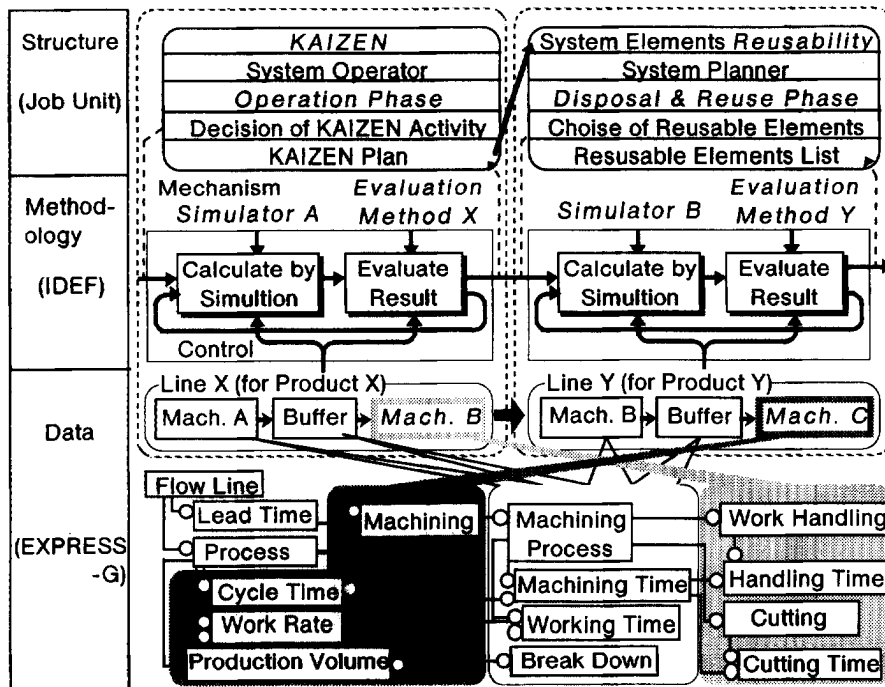 Structure
(Job Unit)
KAIZEN
System Operator
Operation Phase
Decision of KAIZEN Activity
KAIZEN Plan
System Elements Reusability
System Planner
Disposal & Reuse Phase
Choise of Reusable Elements
Resusable Elements List
Method-
ology
(IDEF)
Mechanism
Simulator A
Evaluation
Method X
Calculate by
Simultion
Evaluate
Result
Control
Simulator B
Evaluation
Method Y
Calculate by
Simultion
Evaluate
Result
Data
(EXPRESS
-G)
Line X (for Product X)
Mach. A
Buffer
Mach. B
Line Y (for Product Y)
Mach. B
Buffer
Mach. C
Flow Line
Lead Time
Process
Cycle Time
Work Rate
Production Volume
Machining
Machining
Process
Machining Time
Working Time
Break Down
Work Handling
Handling Time
Cutting
Cutting Time